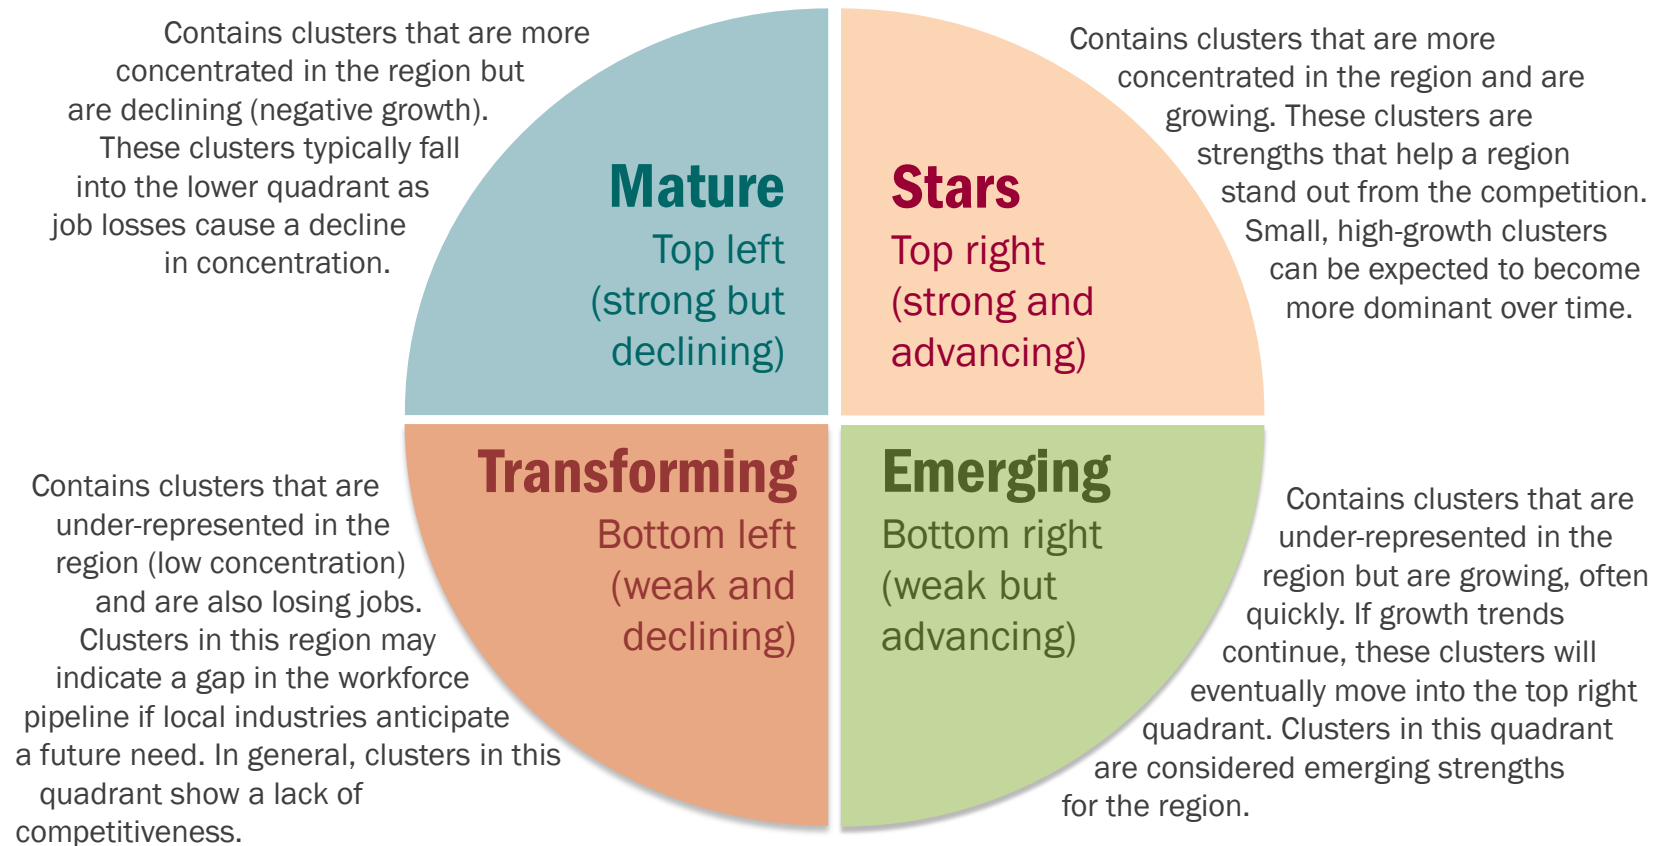 Contains clusters that are more
concentrated in the region but
are declining (negative growth).
These clusters typically fall
into the lower quadrant as
job losses cause a decline
in concentration.
Mature
Top left
(strong but
declining)
Stars
Top right
(strong and
advancing)
Contains clusters that are more
concentrated in the region and are
growing. These clusters are
strengths that help a region
stand out from the competition.
Small, high-growth clusters
can be expected to become
more dominant over time.
Contains clusters that are
under-represented in the
region (low concentration)
and are also losing jobs.
Clusters in this region may
indicate a gap in the workforce
pipeline if local industries anticipate
a future need. In general, clusters in this
quadrant show a lack of
competitiveness.
Transforming
Bottom left
(weak and
declining)
Emerging
Bottom right
(weak but
advancing)
Contains clusters that are
under-represented in the
region but are growing, often
quickly. If growth trends
continue, these clusters will
eventually move into the top right
quadrant. Clusters in this quadrant
are considered emerging strengths
for the region.